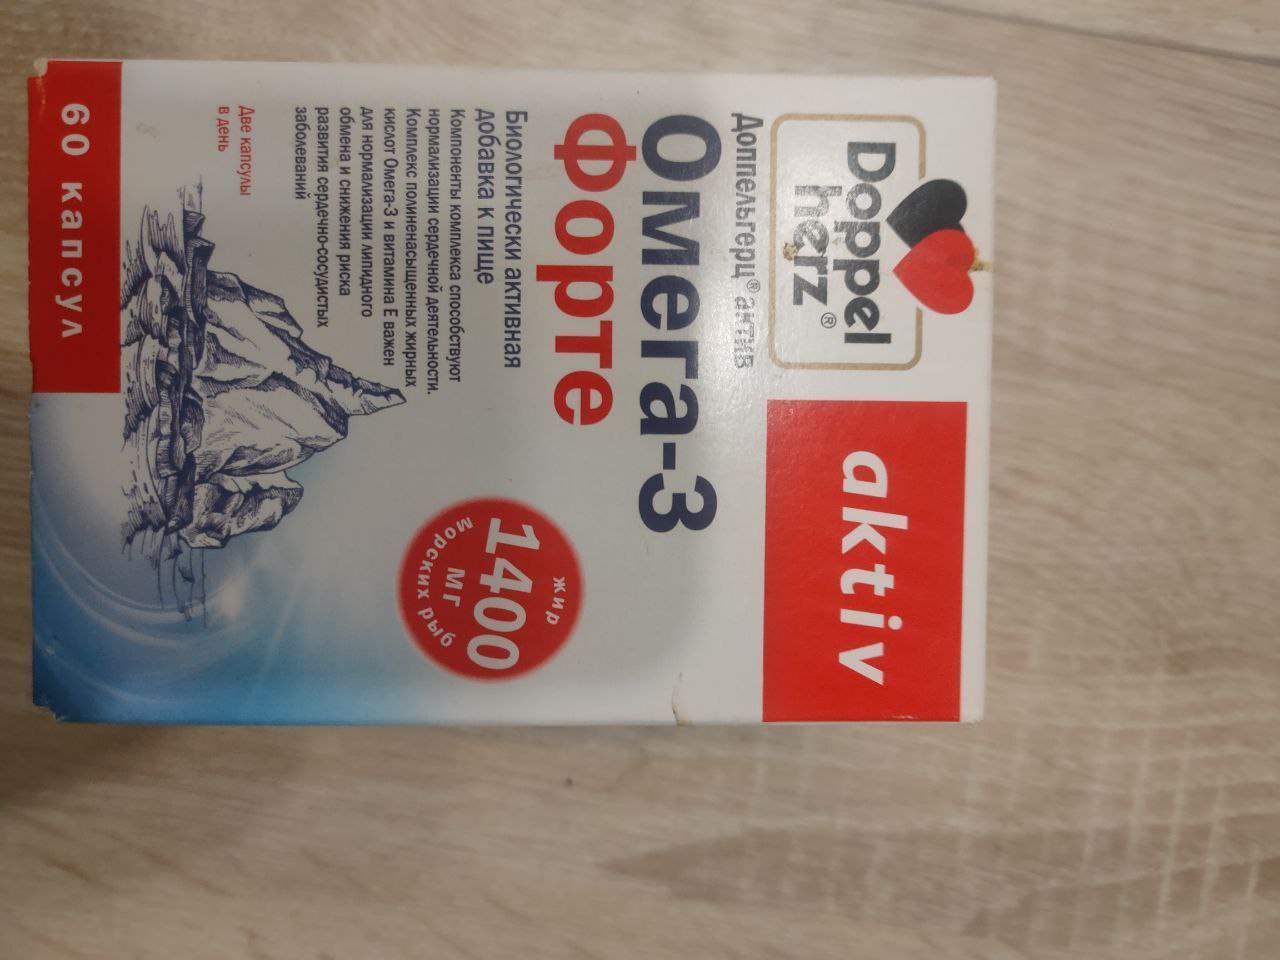 Doppel
herz®
aktiv
Доппельгерц® актив
Омега-3
Форте
Биологически активная
добавка к пище
Компоненты комплекса способствуют
нормализации сердечной деятельности.
Комплекс полиненасыщенных жирных
кислот Омега-3 и витамина Е важен
для нормализации липидного
обмена и снижения риска
развития сердечно-сосудистых
заболеваний
жир
1400
мг
морских рыб
Две капсулы
в день
60 капсул